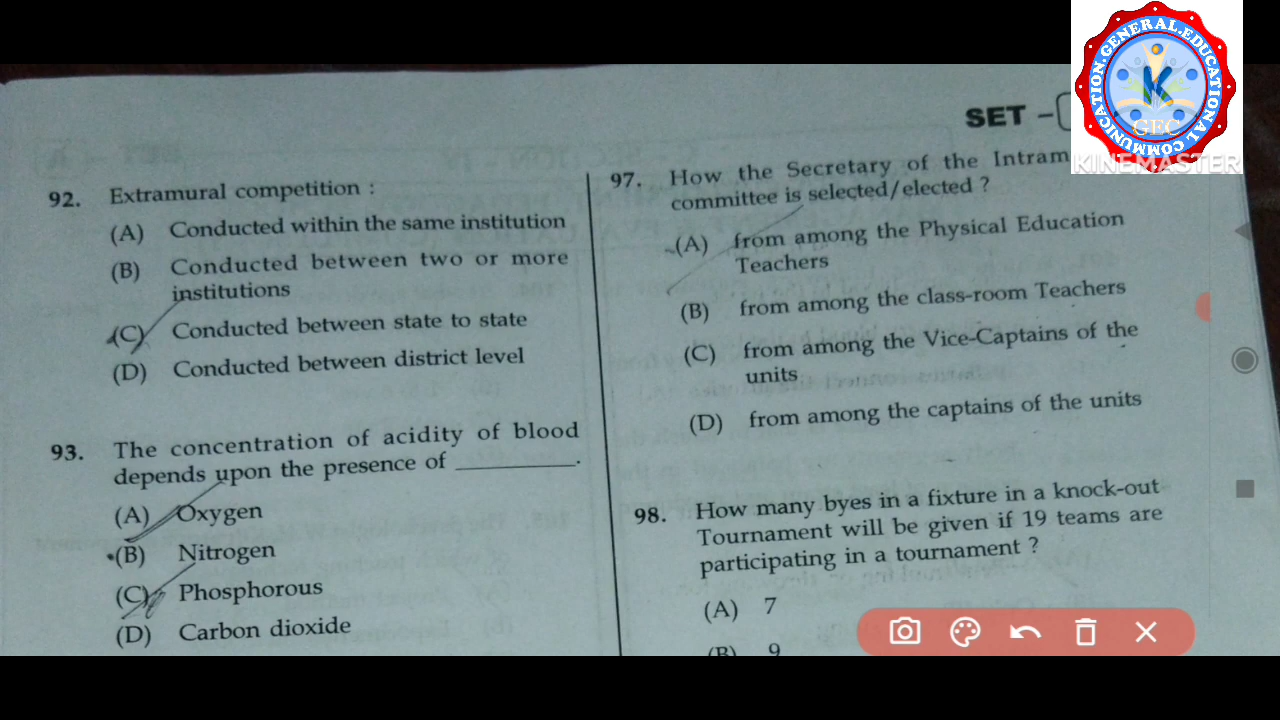 SET –
GENERAL.EDUCATIONAL COMMUNICATION.
GEC
KINEMASTER
92. Extramural competition :
(A) Conducted within the same institution
(B) Conducted between two or more
institutions
(C) Conducted between state to state
(D) Conducted between district level
93. The concentration of acidity of blood
depends upon the presence of __________.
(A) Oxygen
(B) Nitrogen
(C) Phosphorous
(D) Carbon dioxide
97. How the Secretary of the Intram
committee is selected/elected ?
(A) from among the Physical Education
Teachers
(B) from among the class-room Teachers
(C) from among the Vice-Captains of the
units
(D) from among the captains of the units
98. How many byes in a fixture in a knock-out
Tournament will be given if 19 teams are
participating in a tournament ?
(A) 7
(B) 9